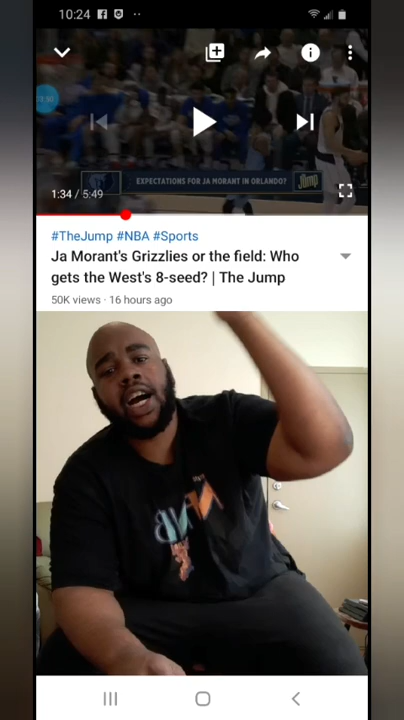 10:24
EXPECTATIONS FOR JA MORANT IN ORLANDO?
JUMP
1:34 / 5:49
#TheJump #NBA #Sports
Ja Morant's Grizzlies or the field: Who
gets the West's 8-seed? | The Jump
50K views · 16 hours ago